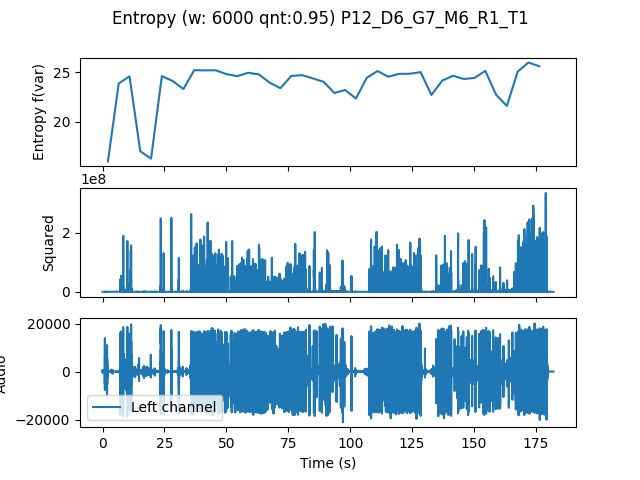 Entropy (w: 6000 qnt:0.95) P12_D6_G7_M6_R1_T1
Entropy f(var)
25
20
1e8
Squared
2
0
Audio
20000
0
−20000
Left channel
0 25 50 75 100 125 150 175
Time (s)